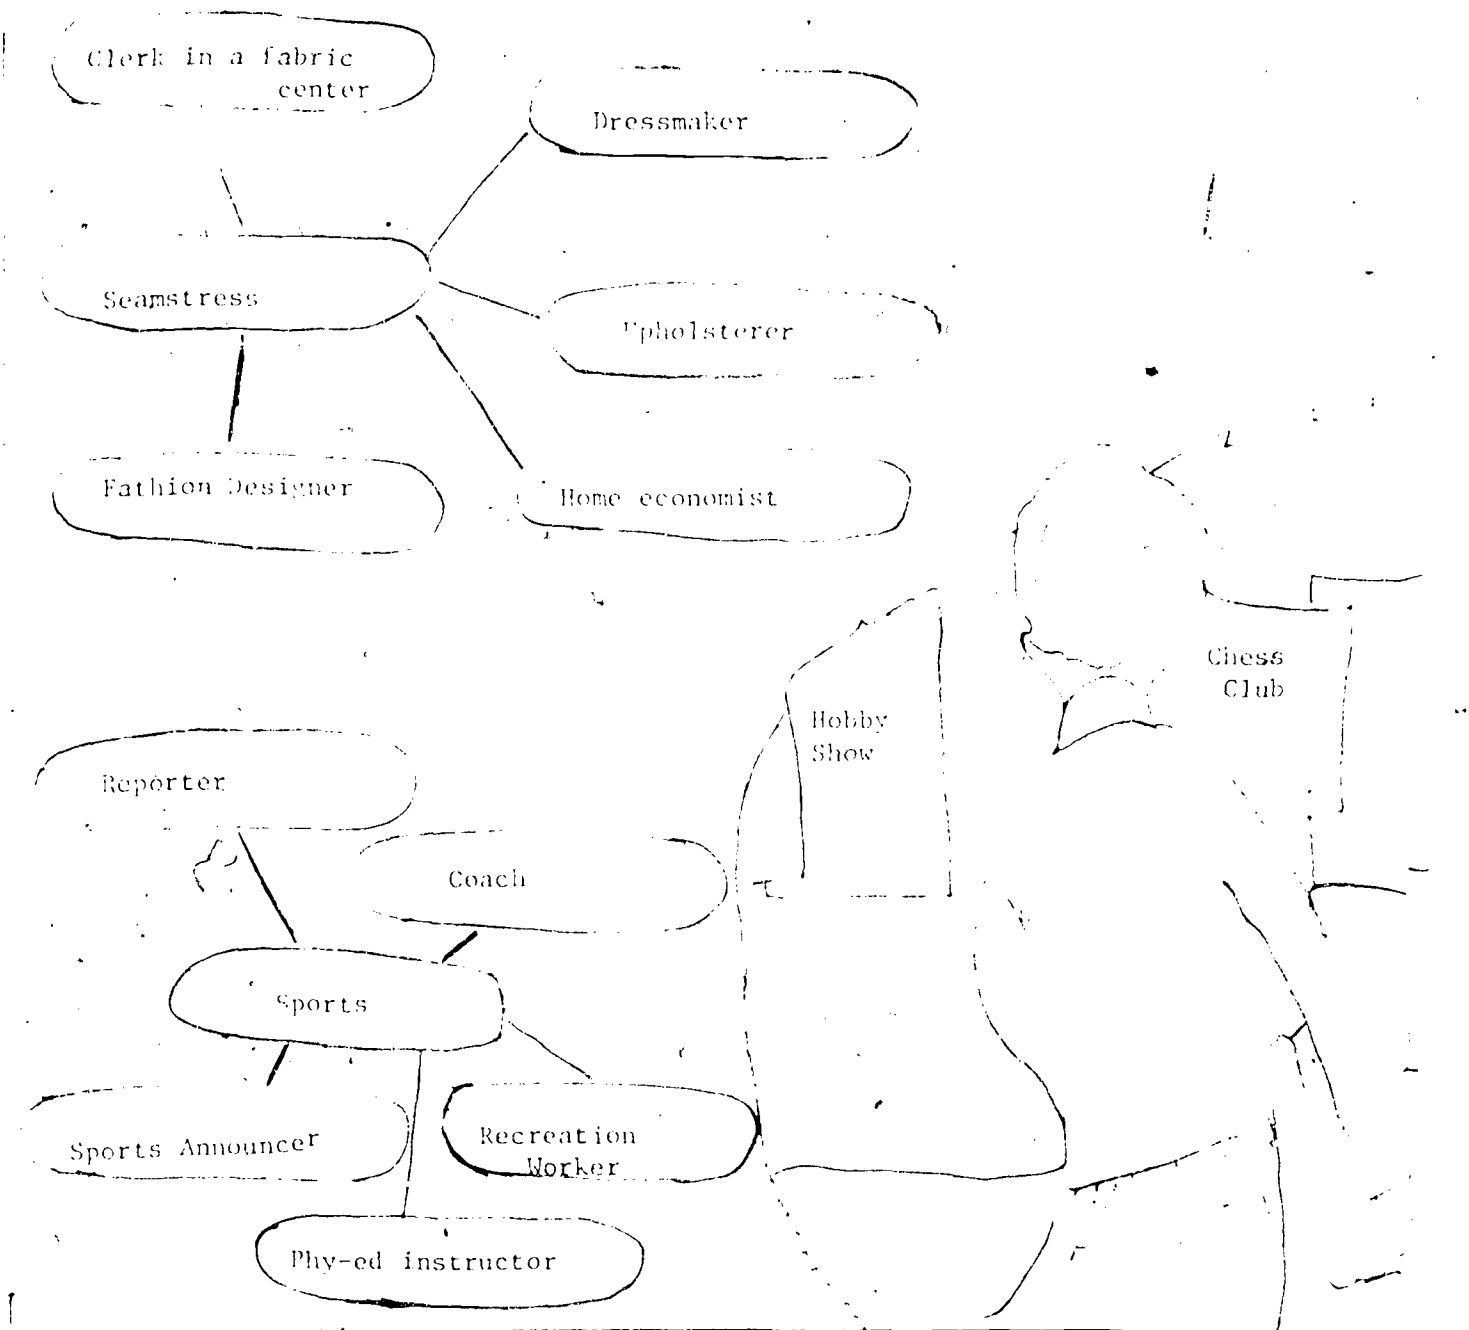 Clerk in a fabric
center
Dressmaker
Seamstress
Upholsterer
Fathion Designer
Home economist
Chess
Club
Hobby
Show
Reporter
Coach
Sports
Sports Announcer
Recreation
Worker
Phy-ed instructor